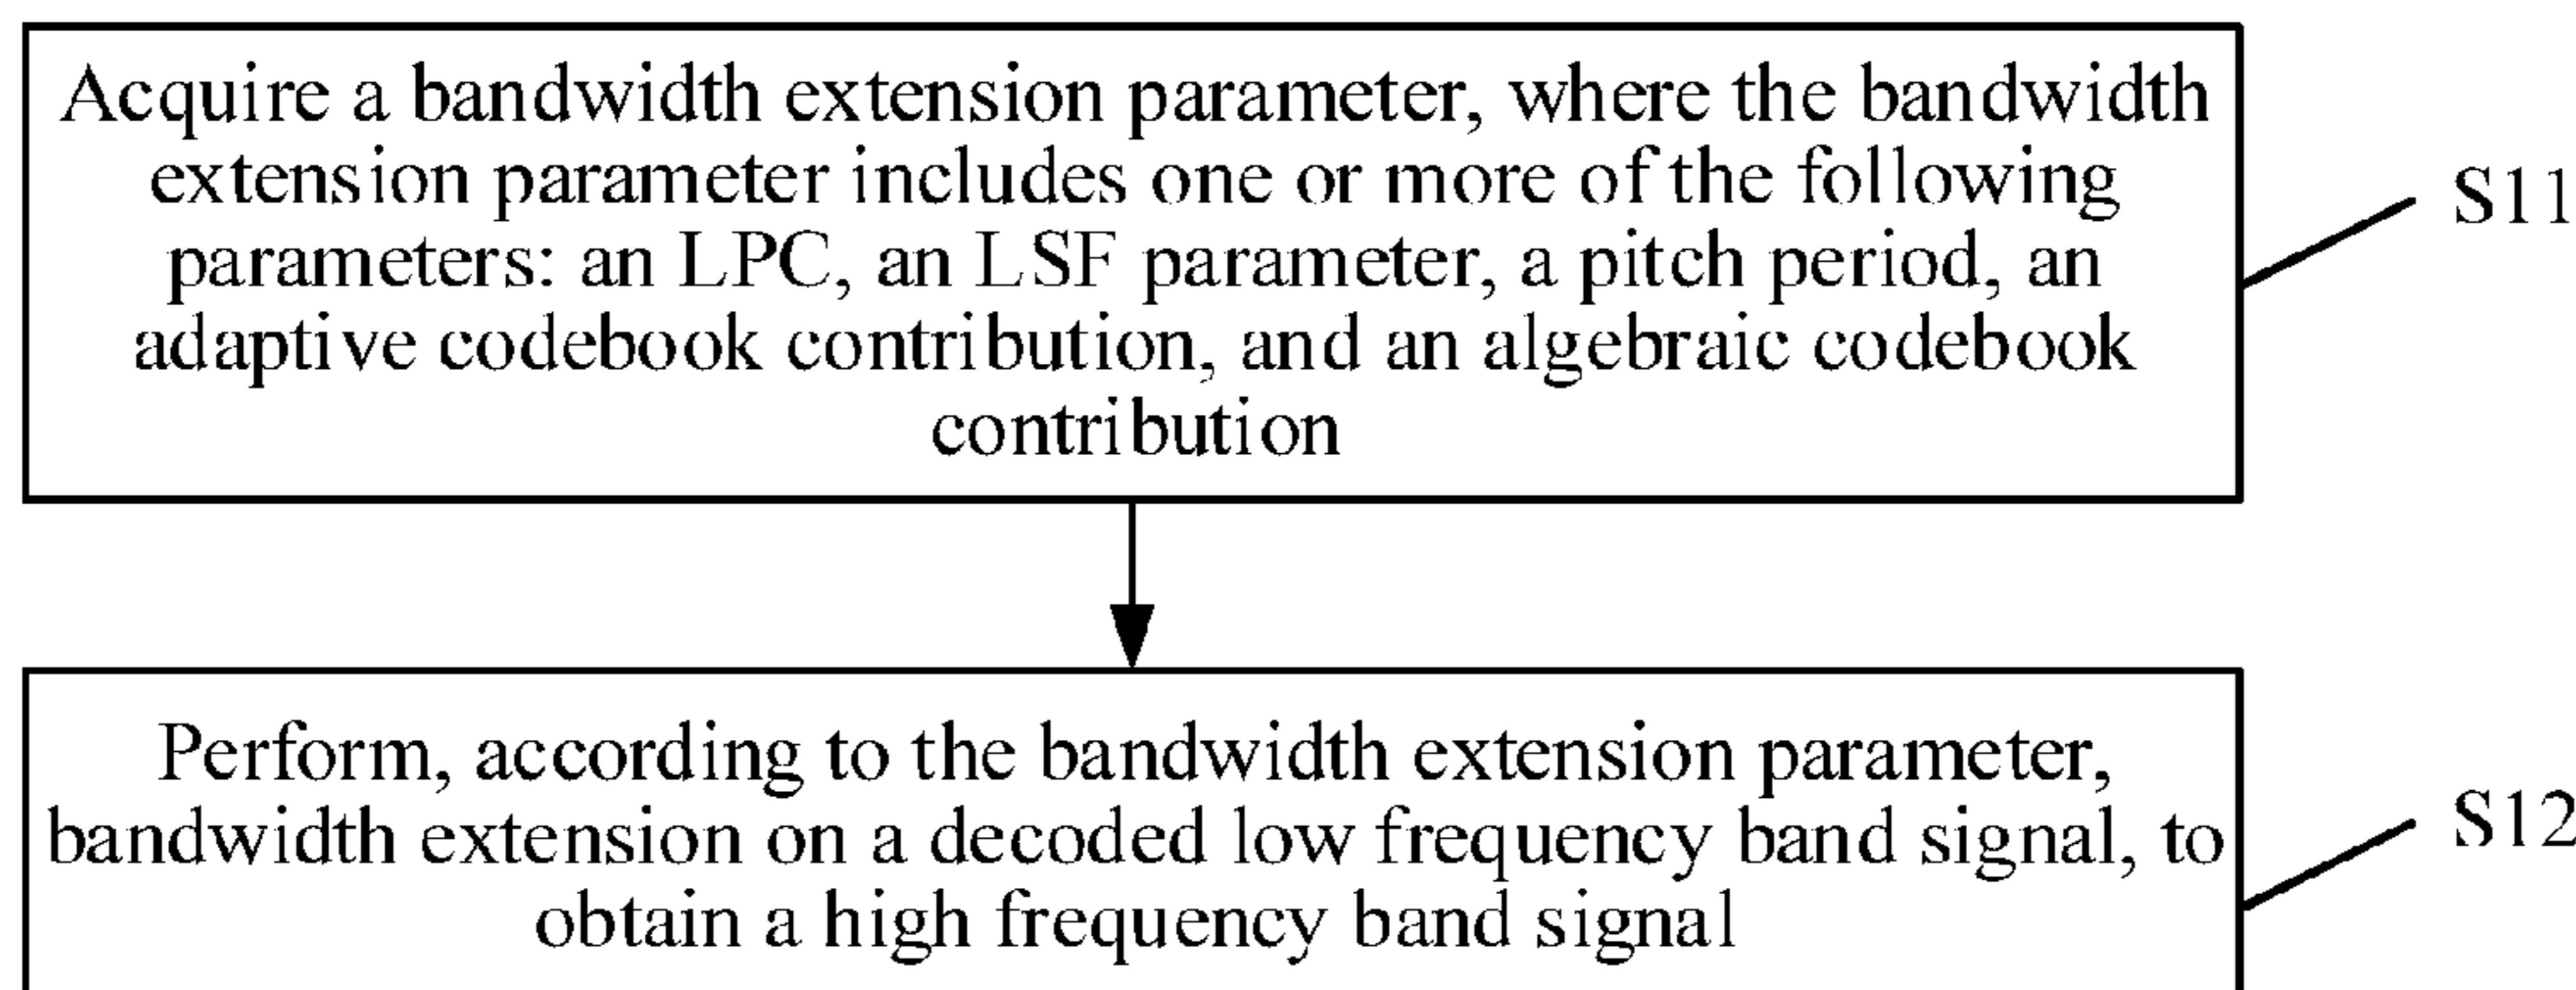 Acquire a bandwidth extension parameter, where the bandwidth
extension parameter includes one or more of the following
parameters: an LPC, an LSF parameter, a pitch period, an
adaptive codebook contribution, and an algebraic codebook
contribution
S11
Perform, according to the bandwidth extension parameter,
bandwidth extension on a decoded low frequency band signal, to
obtain a high frequency band signal
S12